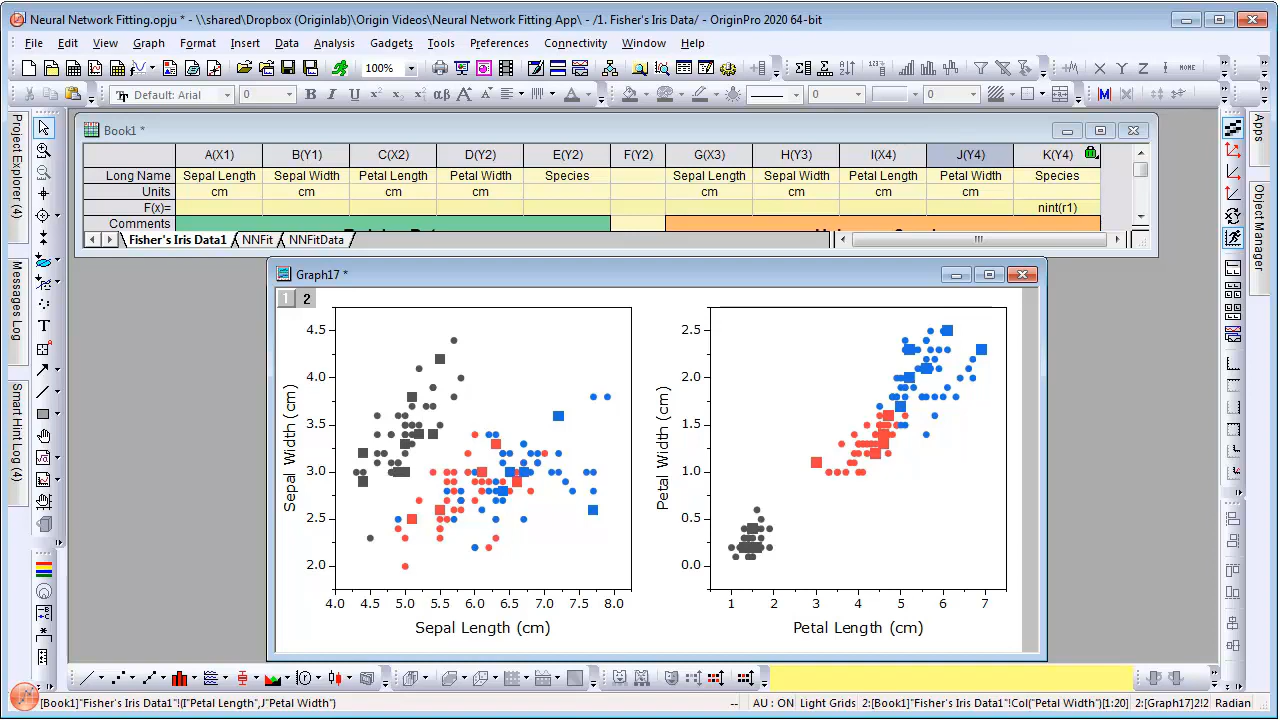 Neural Network Fitting.opju * - \\shared\Dropbox (Originlab)\Origin Videos\Neural Network Fitting App\ - /1. Fisher's Iris Data/ - OriginPro 2020 64-bit
File Edit View Graph Format Insert Data Analysis Gadgets Tools Preferences Connectivity Window Help
100%
Default: Arial 0 B I U 0 0
Project Explorer (4)
Messages Log
Smart Hint Log (4)
Apps
Object Manager
Book1 *
A(X1) B(Y1) C(X2) D(Y2) E(Y2) F(Y2) G(X3) H(Y3) I(X4) J(Y4) K(Y4)
Long Name Sepal Length Sepal Width Petal Length Petal Width Species Sepal Length Sepal Width Petal Length Petal Width Species
Units cm cm cm cm cm cm cm cm
F(x)= nint(r1)
Comments
Fisher's Iris Data1 NNFit NNFitData
Graph17 *
1 2
Sepal Width (cm)
4.5
4.0
3.5
3.0
2.5
2.0
4.0 4.5 5.0 5.5 6.0 6.5 7.0 7.5 8.0
Sepal Length (cm)
Petal Width (cm)
2.5
2.0
1.5
1.0
0.5
0.0
1 2 3 4 5 6 7
Petal Length (cm)
[Book1]"Fisher's Iris Data1"!(I"Petal Length",J"Petal Width") -- AU : ON Light Grids 2:[Book1]"Fisher's Iris Data1"!Col("Petal Width")[1:20] 2:[Graph17]2!2 Radian